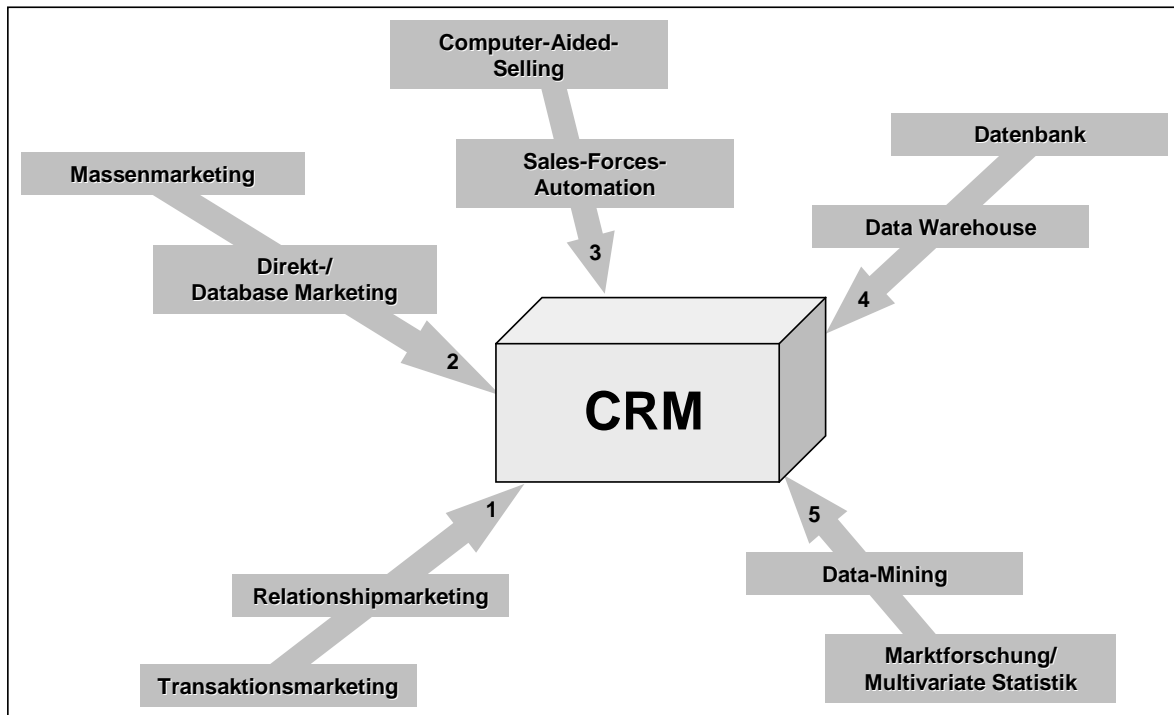 Computer-Aided-
Selling
Datenbank
Sales-Forces-
Automation
Massenmarketing
Data Warehouse
3
Direkt-/
Database Marketing
4
2
CRM
1
5
Data-Mining
Relationshipmarketing
Marktforschung/
Multivariate Statistik
Transaktionsmarketing